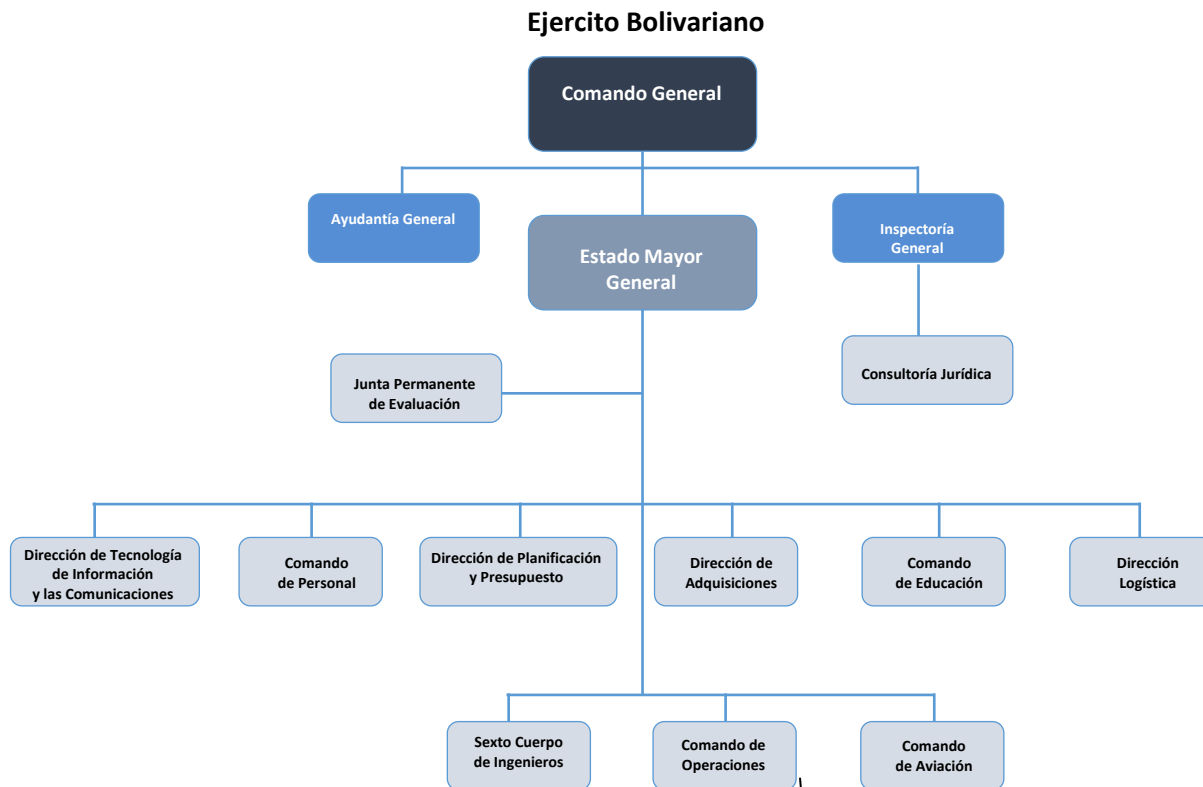 Ejercito Bolivariano
Comando General
Ayudantía General
Estado Mayor
General
Inspectoría
General
Junta Permanente
de Evaluación
Consultoría Jurídica
Dirección de Tecnología
de Información
y las Comunicaciones
Comando
de Personal
Dirección de Planificación
y Presupuesto
Dirección de
Adquisiciones
Comando
de Educación
Dirección
Logística
Sexto Cuerpo
de Ingenieros
Comando de
Operaciones
Comando
de Aviación